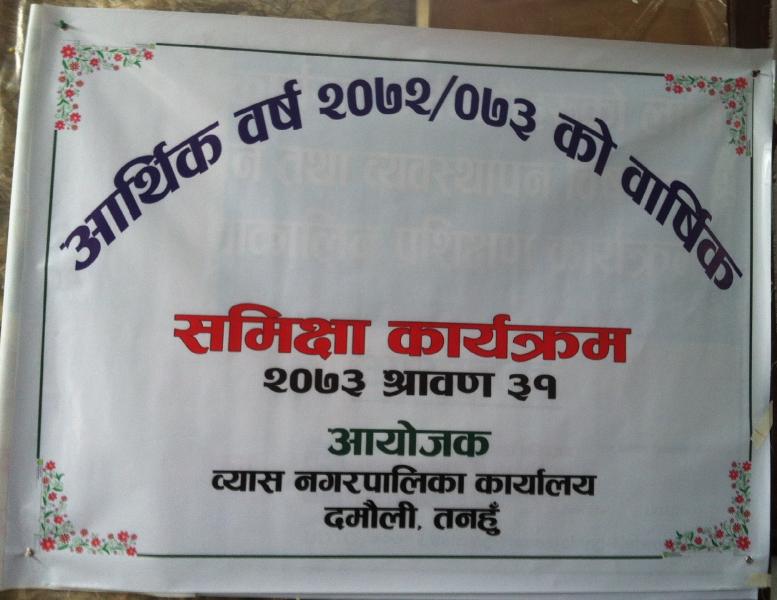 आर्थिक वर्ष २०७२/०७३ को वार्षिक
समिक्षा कार्यक्रम
२०७३ श्रावण ३१
आयोजक
व्यास नगरपालिका कार्यालय
दमौली, तनहुँ